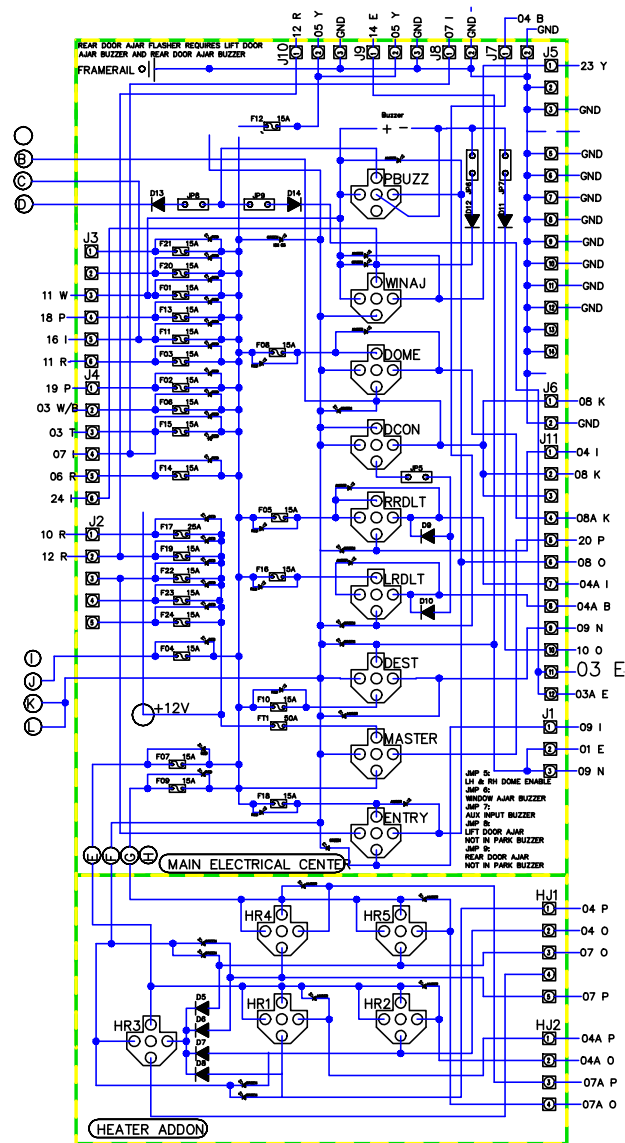 12 R
05 Y
GND
14 E
05 Y
GND
07 I
GND
04 B
GND
REAR DOOR AJAR FLASHER REQUIRES LIFT DOOR
AJAR BUZZER AND REAR DOOR AJAR BUZZER
J10
J9
J8
J7
J5
FRAMERAIL
23 Y
GND
F12 15A
Buzzer
+ -
GND
GND
GND
GND
GND
GND
GND
GND
B
C
D
D13
JP8
JP9
D14
PBUZZ
JP6
JP7
D12
D11
J3
F21 15A
F20 15A
WINAJ
11 W
F01 15A
18 P
F13 15A
16 I
F11 15A
11 R
F03 15A
F08 15A
DOME
J4
19 P
F02 15A
03 W/B
F06 15A
03 T
F15 15A
07 I
06 R
F14 15A
24 I
J6
08 K
GND
DCON
JP5
J11
04 I
08 K
08A K
20 P
08 O
04A I
04A B
09 N
10 O
03 E
03A E
J2
10 R
F17 25A
F05 15A
RRDLT
D9
12 R
F19 15A
F22 15A
F16 15A
LRDLT
D10
F23 15A
F24 15A
I
F04 15A
J
K
L
DEST
+12V
F10 15A
FT1 50A
MASTER
J1
09 I
01 E
09 N
F07 15A
F09 15A
F18 15A
ENTRY
JMP 5:
LH & RH DOME ENABLE
JMP 6:
WINDOW AJAR BUZZER
JMP 7:
AUX INPUT BUZZER
JMP 8:
LIFT DOOR AJAR
NOT IN PARK BUZZER
JMP 9:
REAR DOOR AJAR
NOT IN PARK BUZZER
E
F
G
H
MAIN ELECTRICAL CENTER
HR4
HR5
HJ1
04 P
04 O
07 O
07 P
HR3
D5
D6
D7
D8
HR1
HR2
HJ2
04A P
04A O
07A P
07A O
HEATER ADDON